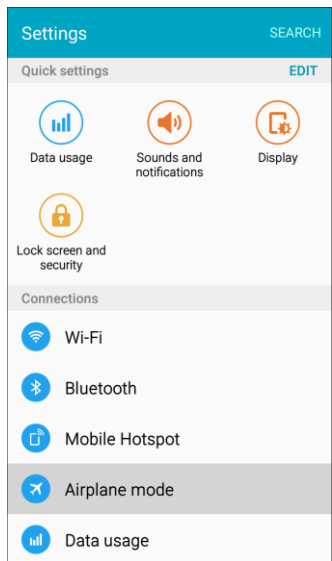 Settings SEARCH
Quick settings EDIT
Data usage
Sounds and
notifications
Display
Lock screen and
security
Connections
Wi-Fi
Bluetooth
Mobile Hotspot
Airplane mode
Data usage